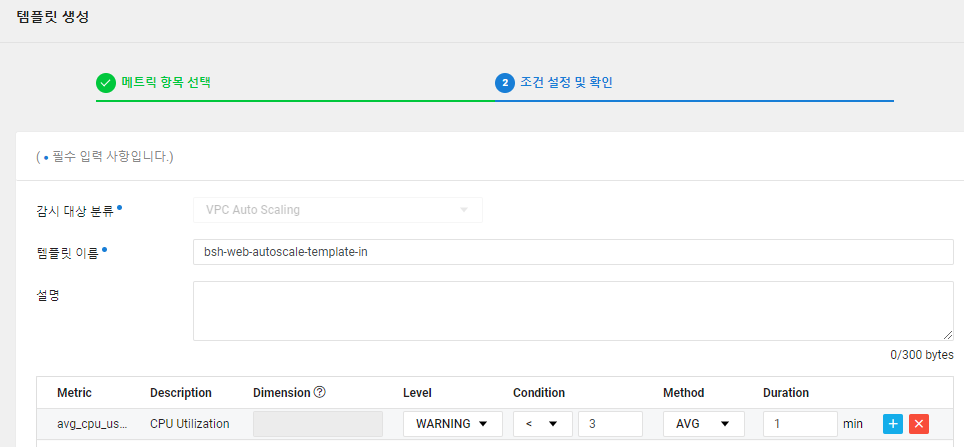 템플릿 생성
메트릭 항목 선택
2 조건 설정 및 확인
( • 필수 입력 사항입니다.)
감시 대상 분류 • VPC Auto Scaling
템플릿 이름 • bsh-web-autoscale-template-in
설명
0/300 bytes
Metric Description Dimension ? Level Condition Method Duration
avg_cpu_us... CPU Utilization WARNING < 3 AVG 1 min